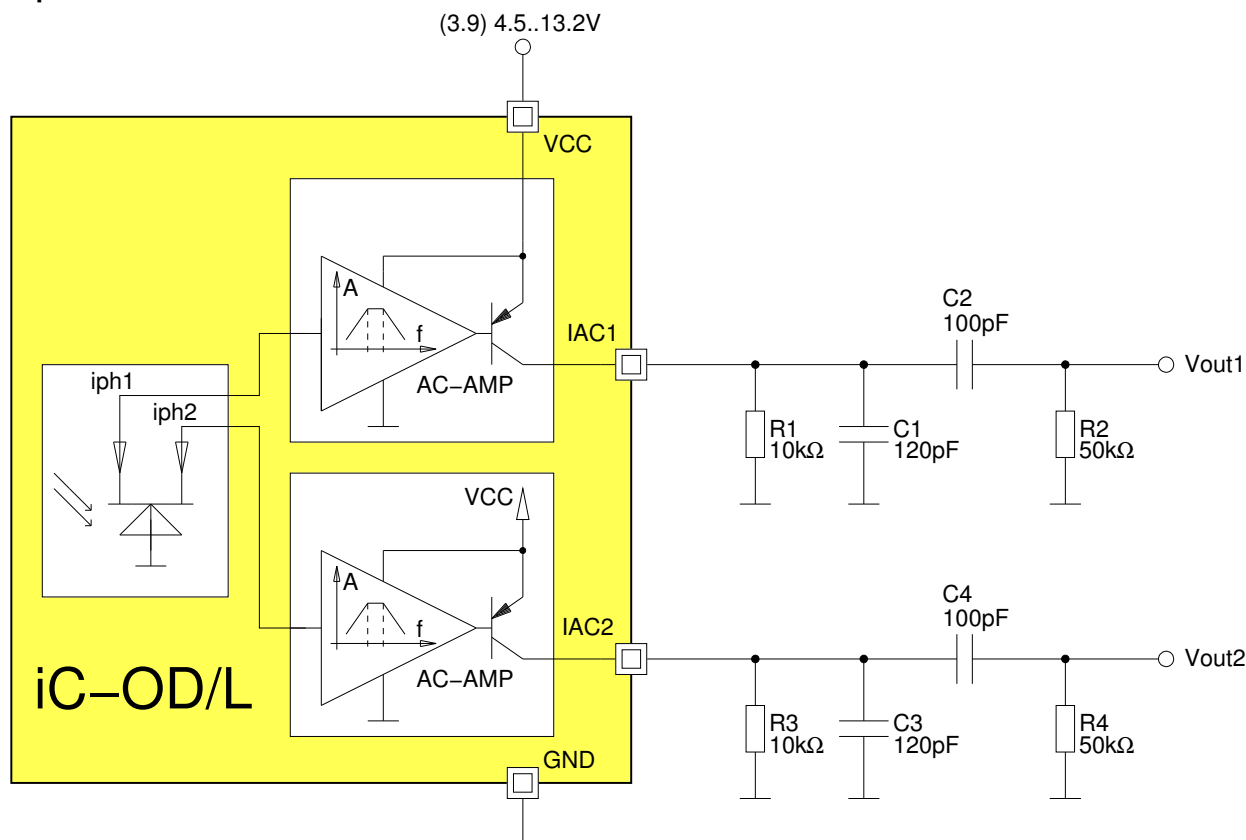 (3.9) 4.5..13.2V
VCC
A
f
AC–AMP
IAC1
iph1
iph2
C2
100pF
Vout1
R1
10kΩ
C1
120pF
R2
50kΩ
VCC
A
f
AC–AMP
IAC2
C4
100pF
Vout2
R3
10kΩ
C3
120pF
R4
50kΩ
iC–OD/L
GND